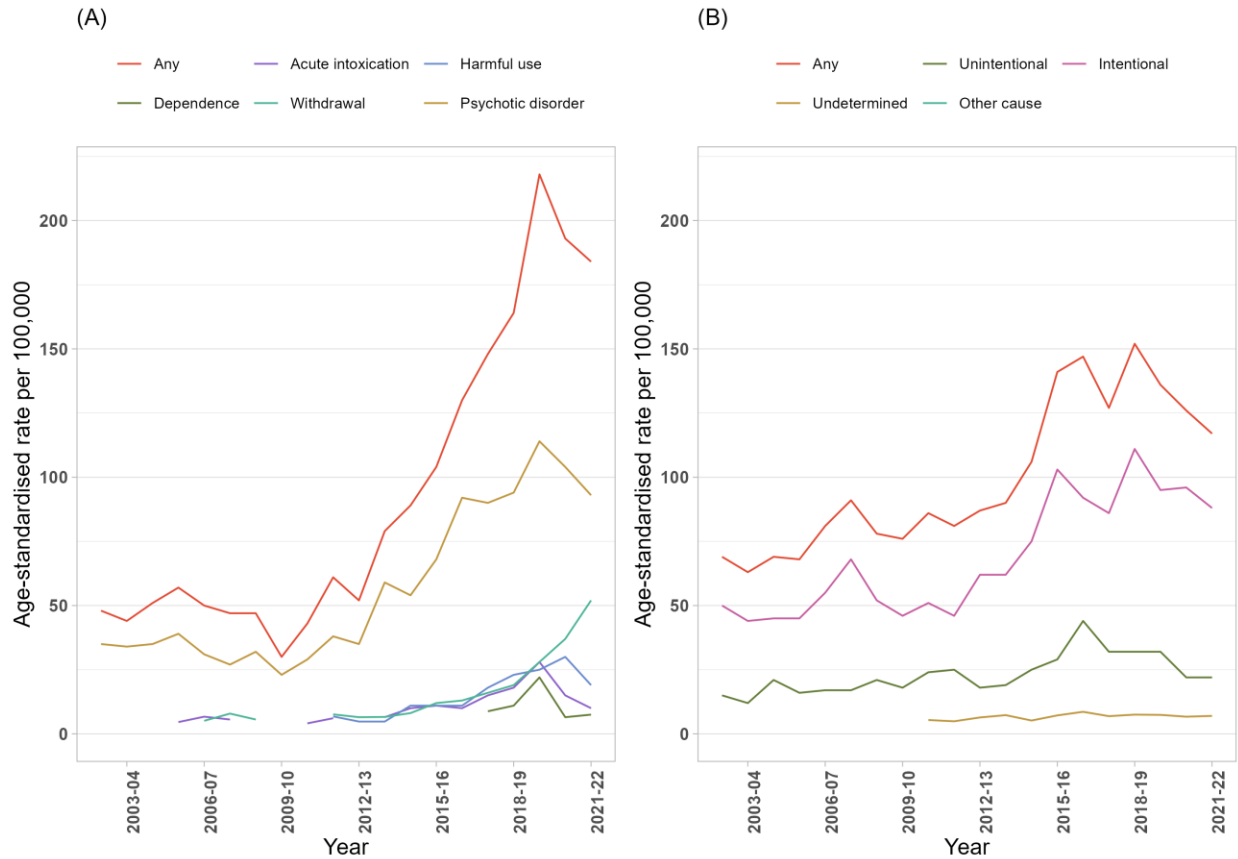 (A)
Any
Acute intoxication
Harmful use
Dependence
Withdrawal
Psychotic disorder
Age-standardised rate per 100,000
200
150
100
50
0
2003-04
2006-07
2009-10
2012-13
2015-16
2018-19
2021-22
Year
(B)
Any
Unintentional
Intentional
Undetermined
Other cause
Age-standardised rate per 100,000
200
150
100
50
0
2003-04
2006-07
2009-10
2012-13
2015-16
2018-19
2021-22
Year